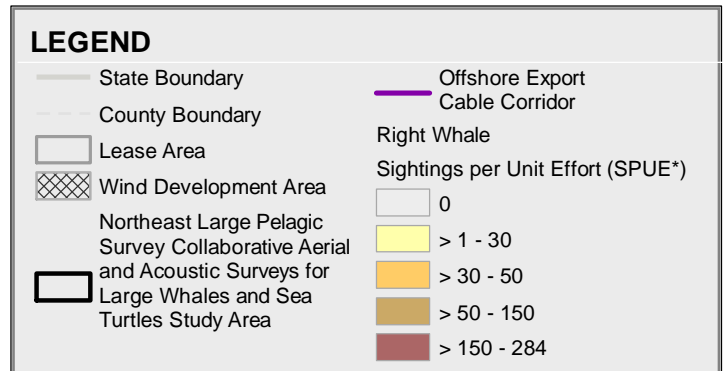 LEGEND
State Boundary
County Boundary
Lease Area
Wind Development Area
Northeast Large Pelagic
Survey Collaborative Aerial
and Acoustic Surveys for
Large Whales and Sea
Turtles Study Area
Offshore Export
Cable Corridor
Right Whale
Sightings per Unit Effort (SPUE*)
0
> 1 - 30
> 30 - 50
> 50 - 150
> 150 - 284